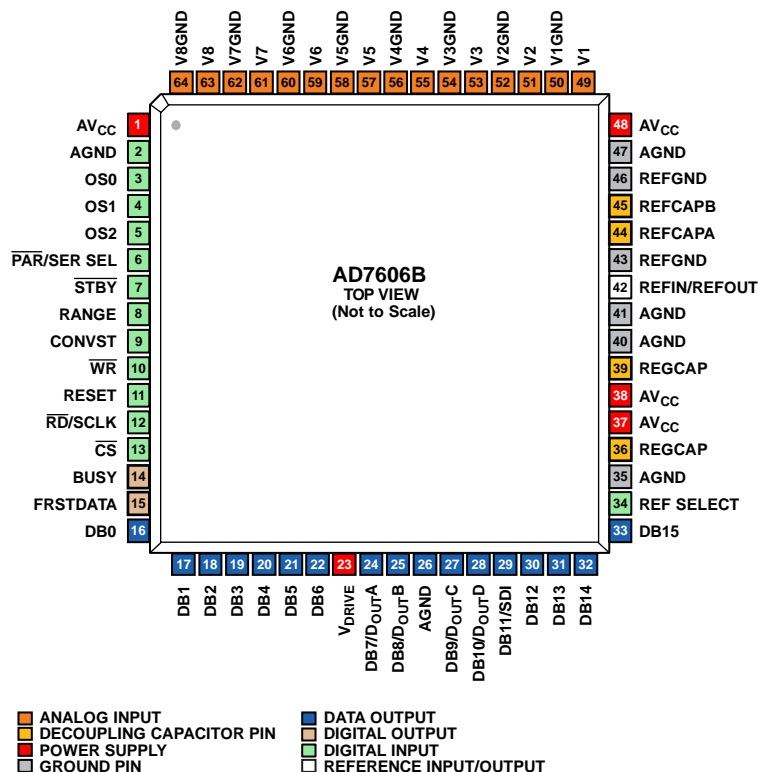 V8GND
V8
V7GND
V7
V6GND
V6
V5GND
V5
V4GND
V4
V3GND
V3
V2GND
V2
V1GND
V1
64 63 62 61 60 59 58 57 56 55 54 53 52 51 50 49
AVCC 1
AGND 2
OS0 3
OS1 4
OS2 5
PAR/SER SEL 6
STBY 7
RANGE 8
CONVST 9
WR 10
RESET 11
RD/SCLK 12
CS 13
BUSY 14
FRSTDATA 15
DB0 16
AD7606B
TOP VIEW
(Not to Scale)
48 AVCC
47 AGND
46 REFGND
45 REFCAPB
44 REFCAPA
43 REFGND
42 REFIN/REFOUT
41 AGND
40 AGND
39 REGCAP
38 AVCC
37 AVCC
36 REGCAP
35 AGND
34 REF SELECT
33 DB15
17 18 19 20 21 22 23 24 25 26 27 28 29 30 31 32
DB1
DB2
DB3
DB4
DB5
DB6
VDRIVE
DB7/DOUTA
DB8/DOUTB
AGND
DB9/DOUTC
DB10/DOUTD
DB11/SDI
DB12
DB13
DB14
ANALOG INPUT
DECOUPLING CAPACITOR PIN
POWER SUPPLY
GROUND PIN
DATA OUTPUT
DIGITAL OUTPUT
DIGITAL INPUT
REFERENCE INPUT/OUTPUT